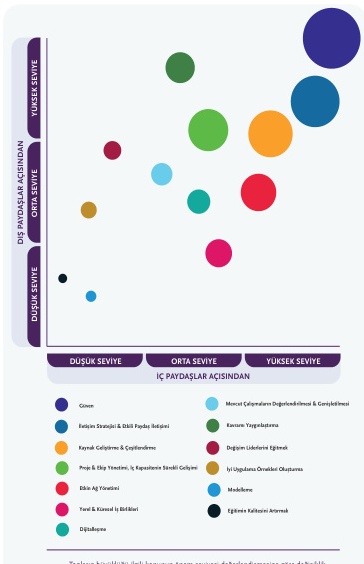 DIŞ PAYDAŞLAR AÇISINDAN
YÜKSEK SEVİYE
ORTA SEVİYE
DÜŞÜK SEVİYE
DÜŞÜK SEVİYE
ORTA SEVİYE
YÜKSEK SEVİYE
İÇ PAYDAŞLAR AÇISINDAN
Güven
İletişim Stratejisi & Etkili Paydaş İletişimi
Kaynak Geliştirme & Çeşitlendirme
Proje & Ekip Yönetimi, İç Kapasitenin Sürekli Gelişimi
Etkin Ağ Yönetimi
Yerel & Küresel İş Birlikleri
Dijitalleşme
Mevcut Çalışmaların Değerlendirilmesi & Genişletilmesi
Kavramı Yaygınlaştırma
Değişim Liderlerini Eğitmek
İyi Uygulama Örnekleri Oluşturma
Modelleme
Eğitimin Kalitesini Artırmak